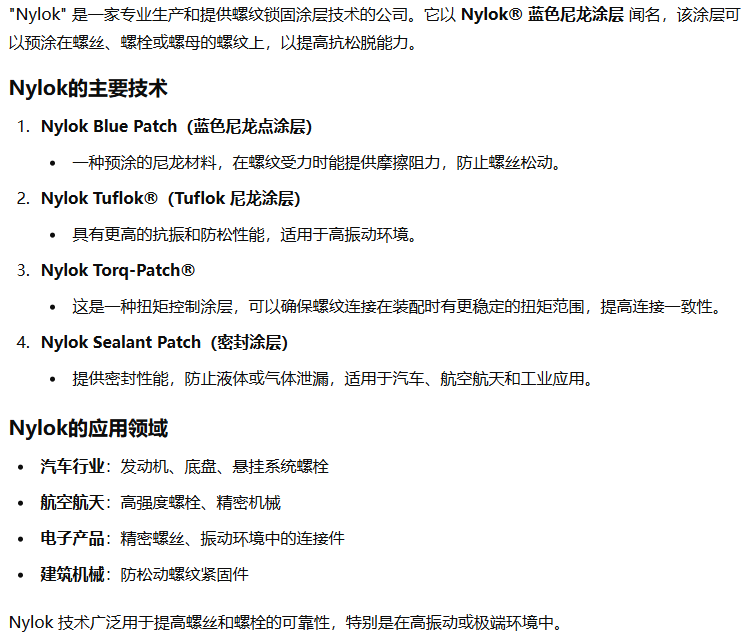 "Nylok" 是一家专业生产和提供螺纹锁固涂层技术的公司。它以 Nylok® 蓝色尼龙涂层 闻名，该涂层可
以预涂在螺丝、螺栓或螺母的螺纹上，以提高抗松脱能力。
Nylok的主要技术
1. Nylok Blue Patch（蓝色尼龙点涂层）
• 一种预涂的尼龙材料，在螺纹受力时能提供摩擦阻力，防止螺丝松动。
2. Nylok Tuflok®（Tuflok 尼龙涂层）
• 具有更高的抗振和防松性能，适用于高振动环境。
3. Nylok Torq-Patch®
• 这是一种扭矩控制涂层，可以确保螺纹连接在装配时有更稳定的扭矩范围，提高连接一致性。
4. Nylok Sealant Patch（密封涂层）
• 提供密封性能，防止液体或气体泄漏，适用于汽车、航空航天和工业应用。
Nylok的应用领域
• 汽车行业：发动机、底盘、悬挂系统螺栓
• 航空航天：高强度螺栓、精密机械
• 电子产品：精密螺丝、振动环境中的连接件
• 建筑机械：防松动螺纹紧固件
Nylok 技术广泛用于提高螺丝和螺栓的可靠性，特别是在高振动或极端环境中。